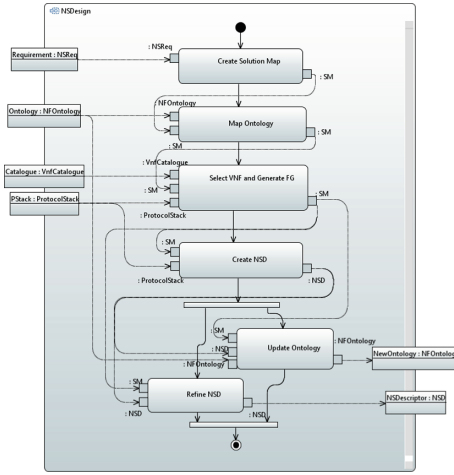 NSDesign
: NSReq
Requirement : NSReq
Create Solution Map
: SM
NFOntology
Ontology : NFOntology
Map Ontology
: SM
: SM
: VnfCatalogue
Catalogue : VnfCatalogue
Select VNF and Generate FG
: SM
: SM
PStack : ProtocolStack
: ProtocolStack
: SM
Create NSD
: NSD
: ProtocolStack
: SM
: NFOntology
: NSD
Update Ontology
NewOntology : NFOntolog
: NFOntology
: SM
Refine NSD
NSDescriptor : NSD
: NSD
: NSD